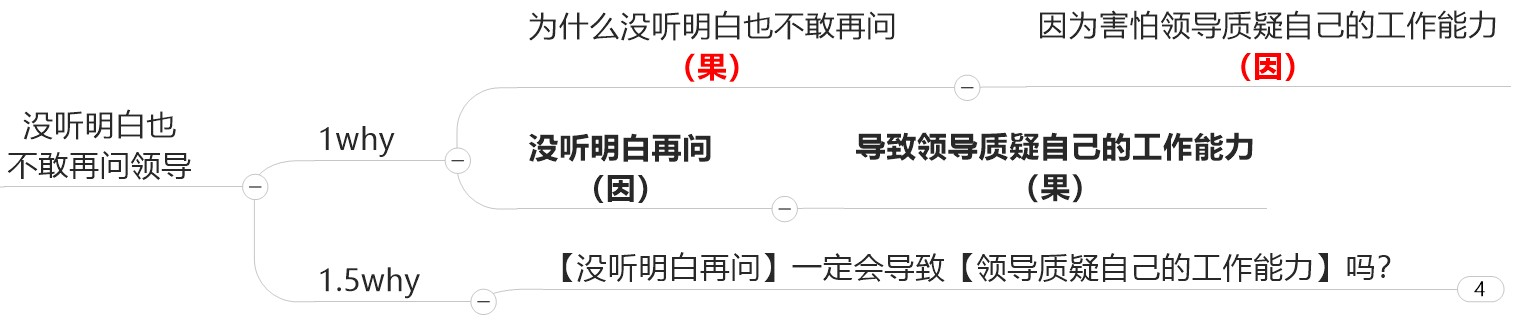 没听明白也
不敢再问领导
1why
为什么没听明白也不敢再问
（果）
因为害怕领导质疑自己的工作能力
（因）
没听明白再问
（因）
导致领导质疑自己的工作能力
（果）
1.5why
【没听明白再问】一定会导致【领导质疑自己的工作能力】吗？
4